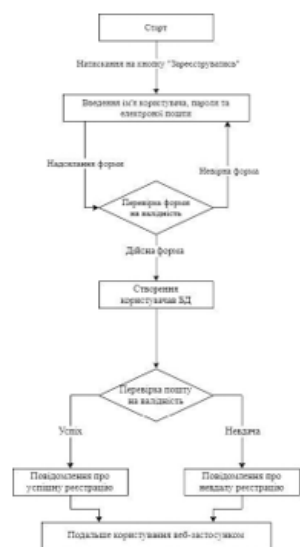 Старт
Натискання на кнопку "Зареєструватись"
Введення ім'я користувача, пароля та
електронної пошти
Надсилання форми
Невірна форма
Перевірка форми
на валідність
Дійсна форма
Створення
користувачав БД
Перевірка пошту
на валідність
Успіх
Невдача
Повідомлення про
успішну реєстрацію
Повідомлення про
невдалу реєстрацію
Подальше користування веб-застосунком